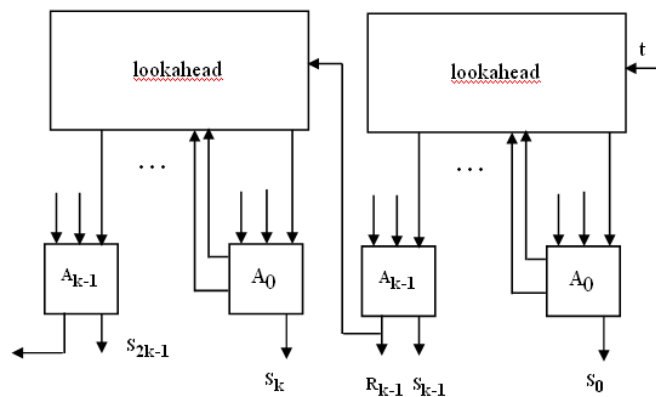 lookahead
lookahead
t
...
...
A_{k-1}
A_0
A_{k-1}
A_0
S_{2k-1}
S_k
R_{k-1}
S_{k-1}
S_0